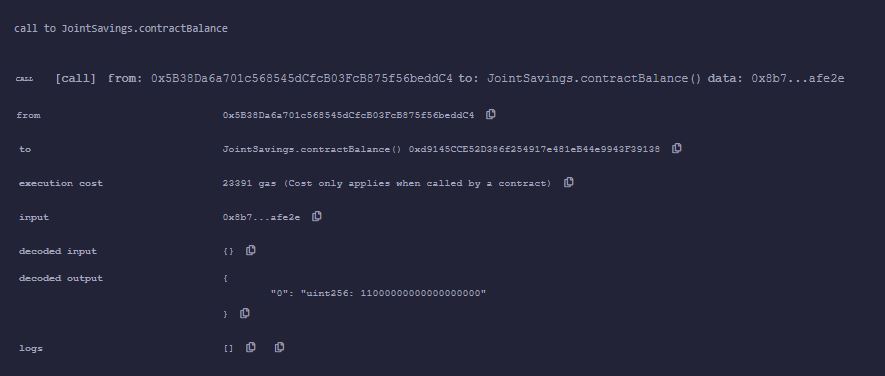 call to JointSavings.contractBalance
CALL [call] from: 0x5B38Da6a701c568545dCfcB03FcB875f56beddC4 to: JointSavings.contractBalance() data: 0x8b7...afe2e
from 0x5B38Da6a701c568545dCfcB03FcB875f56beddC4
to JointSavings.contractBalance() 0xd9145CCE52D386f254917e481eB44e9943F39138
execution cost 23391 gas (Cost only applies when called by a contract)
input 0x8b7...afe2e
decoded input {}
decoded output {
"0": "uint256: 11000000000000000000"
}
logs []